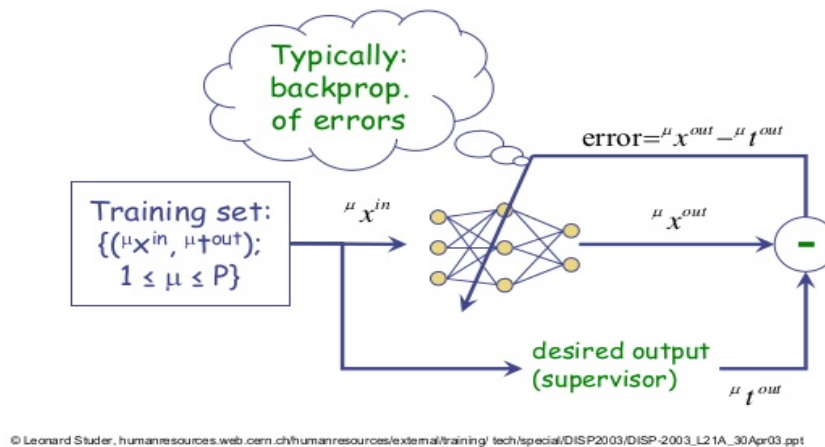 Typically:
backprop.
of errors
error=μxᵒᵘᵗ−μtᵒᵘᵗ
Training set:
{(μxⁱⁿ, μtᵒᵘᵗ);
1 ≤ μ ≤ P}
μxⁱⁿ
μxᵒᵘᵗ
-
desired output
(supervisor)
μtᵒᵘᵗ
© Leonard Studer, humanresources.web.cern.ch/humanresources/external/training/ tech/special/DISP2003/DISP-2003_L21A_30Apr03.ppt